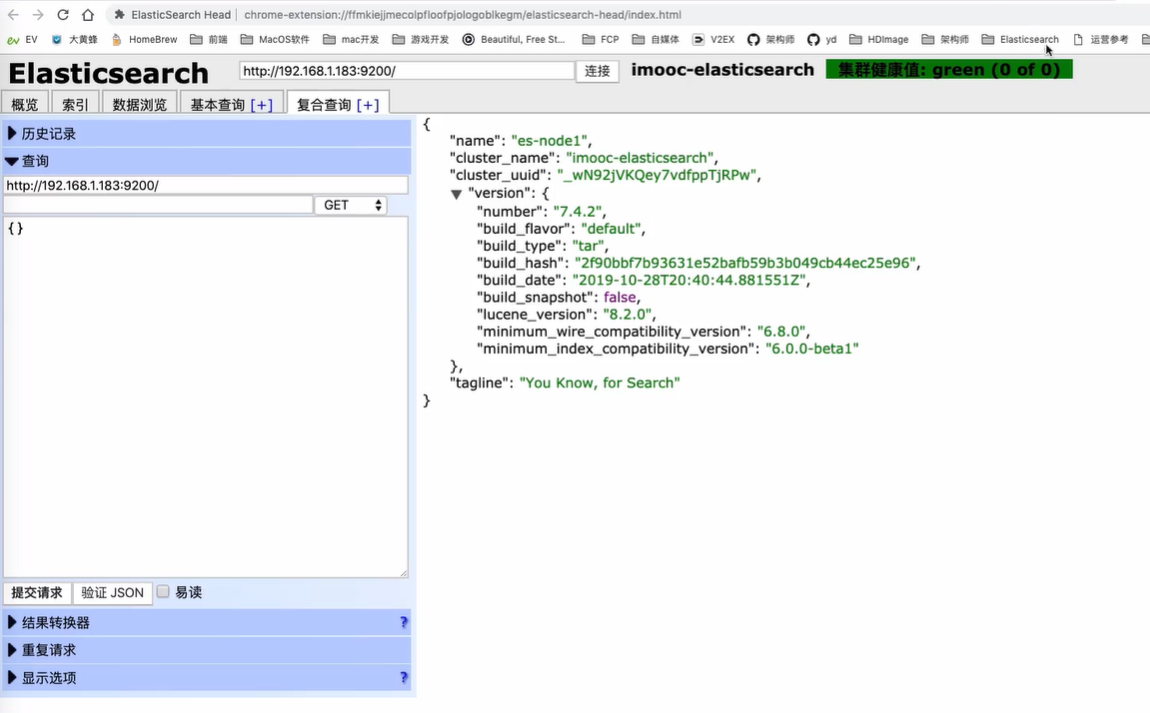 ElasticSearch Head chrome-extension://ffmkiejjmecolpfloofpjologoblkegm/elasticsearch-head/index.html
ev EV 大黄蜂 HomeBrew 前端 MacOS软件 mac开发 游戏开发 Beautiful, Free St... FCP 自媒体 V2EX 架构师 yd HDImage 架构师 Elasticsearch 运营参考
Elasticsearch http://192.168.1.183:9200/ 连接 imooc-elasticsearch 集群健康值: green (0 of 0)
概览 索引 数据浏览 基本查询 [+] 复合查询 [+]
历史记录
查询
http://192.168.1.183:9200/
GET
{}
提交请求 验证 JSON 易读
结果转换器 ?
重复请求
显示选项 ?
{
"name": "es-node1",
"cluster_name": "imooc-elasticsearch",
"cluster_uuid": "_wN92jVKQey7vdfppTjRPw",
"version": {
"number": "7.4.2",
"build_flavor": "default",
"build_type": "tar",
"build_hash": "2f90bbf7b93631e52bafb59b3b049cb44ec25e96",
"build_date": "2019-10-28T20:40:44.881551Z",
"build_snapshot": false,
"lucene_version": "8.2.0",
"minimum_wire_compatibility_version": "6.8.0",
"minimum_index_compatibility_version": "6.0.0-beta1"
},
"tagline": "You Know, for Search"
}